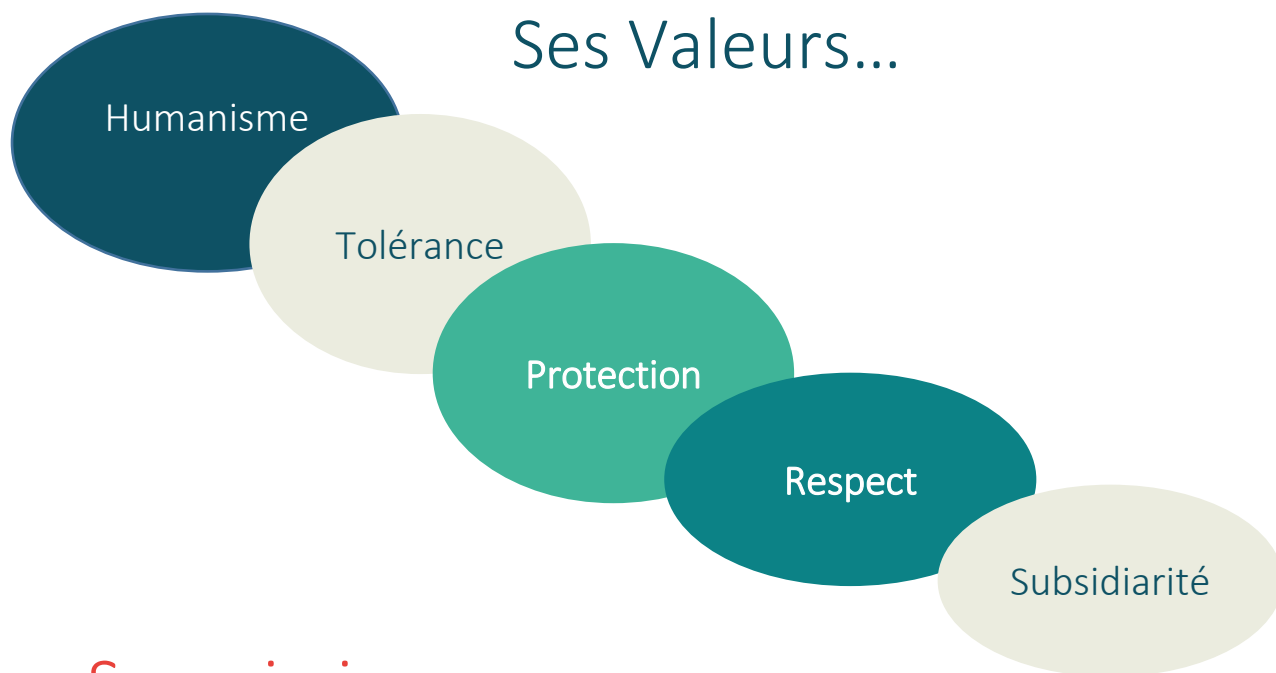 Ses Valeurs...
Humanisme
Tolérance
Protection
Respect
Subsidiarité